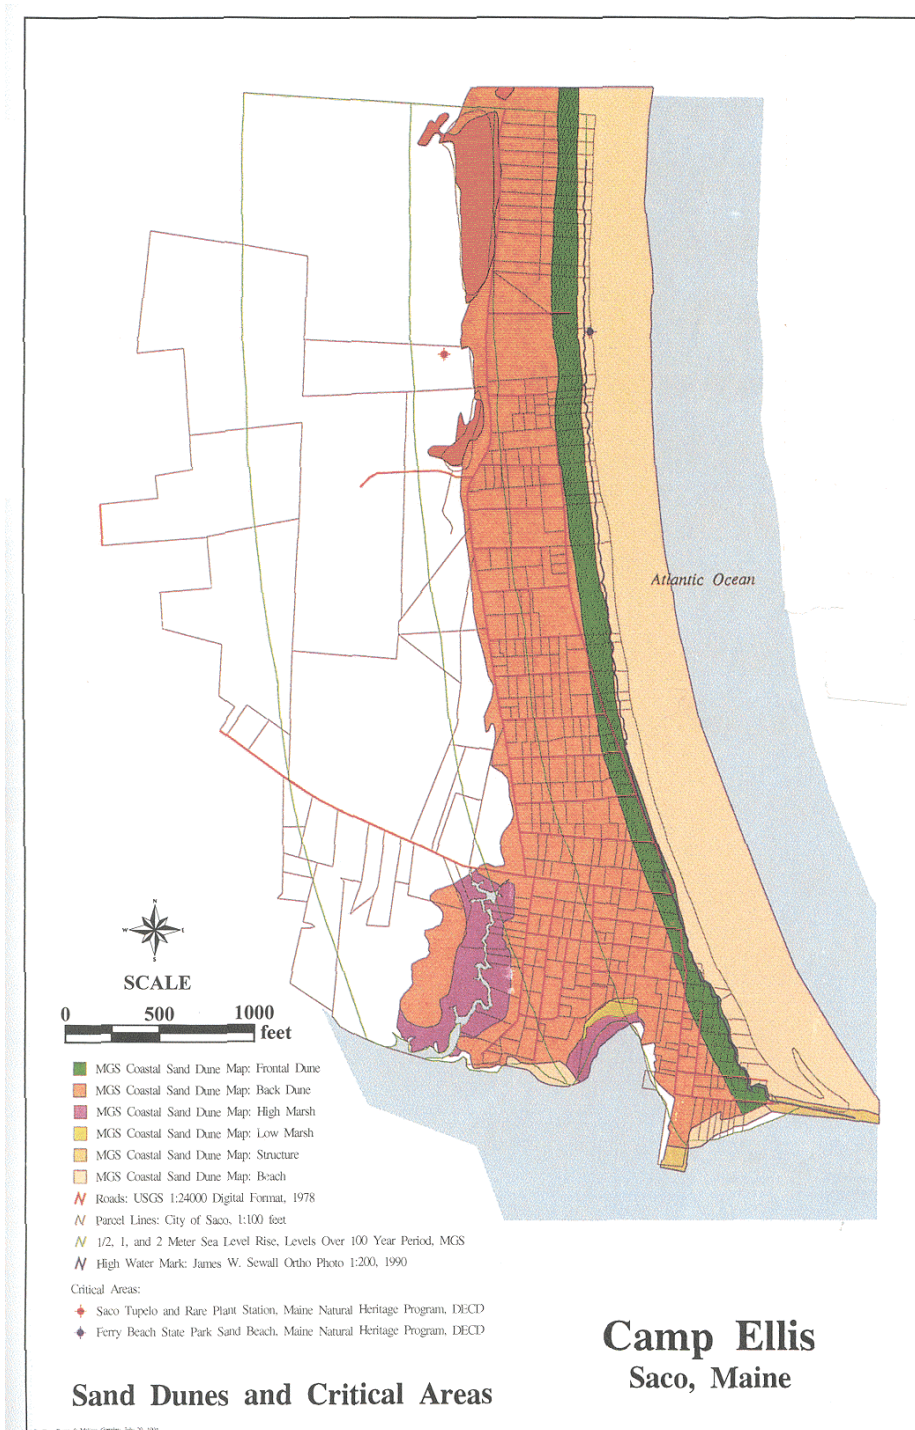 Atlantic Ocean
N
W E
S
SCALE
0 500 1000
feet
MGS Coastal Sand Dune Map: Frontal Dune
MGS Coastal Sand Dune Map: Back Dune
MGS Coastal Sand Dune Map: High Marsh
MGS Coastal Sand Dune Map: Low Marsh
MGS Coastal Sand Dune Map: Structure
MGS Coastal Sand Dune Map: Beach
Roads: USGS 1:24000 Digital Format, 1978
Parcel Lines: City of Saco, 1:100 feet
1/2, 1, and 2 Meter Sea Level Rise, Levels Over 100 Year Period, MGS
High Water Mark: James W. Sewall Ortho Photo 1:200, 1990
Critical Areas:
Saco Tupelo and Rare Plant Station, Maine Natural Heritage Program, DECD
Ferry Beach State Park Sand Beach, Maine Natural Heritage Program, DECD
Camp Ellis
Saco, Maine
Sand Dunes and Critical Areas